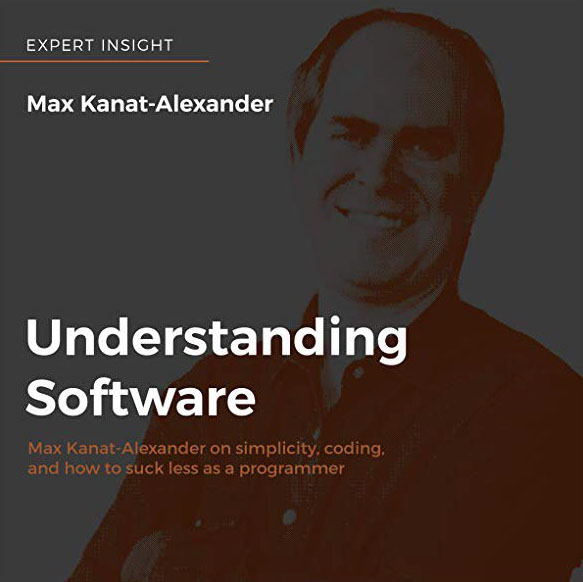 EXPERT INSIGHT
Max Kanat-Alexander
Understanding
Software
Max Kanat-Alexander on simplicity, coding,
and how to suck less as a programmer